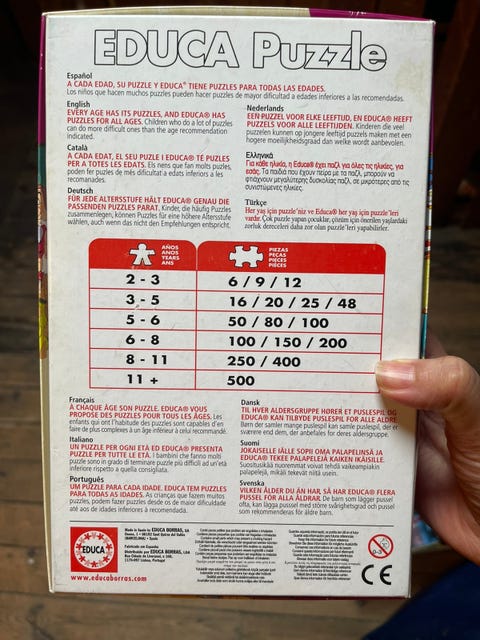 EDUCA Puzzle
Español
A CADA EDAD, SU PUZZLE Y EDUCA® TIENE PUZZLES PARA TODAS LAS EDADES.
Los niños que hacen muchos puzzles pueden hacer puzzles de mayor dificultad a edades inferiores a las recomendadas.
English
EVERY AGE HAS ITS PUZZLES, AND EDUCA® HAS
PUZZLES FOR ALL AGES. Children who do a lot of puzzles
can do more difficult ones than the age recommendation
indicated.
Català
A CADA EDAT, EL SEU PUZLE I EDUCA® TÉ PUZLES
PER A TOTES LES EDATS. Els nens que fan molts puzles,
poden fer puzles de més dificultat a edats inferiors a les
recomanades.
Deutsch
FÜR JEDE ALTERSSTUFE HÄLT EDUCA® GENAU DIE
PASSENDEN PUZZLES PARAT. Kinder, die häufig Puzzles
zusammenlegen, können Puzzles für eine höhere Altersstufe
wählen, auch wenn das nicht den Empfehlungen entspricht.
Nederlands
EEN PUZZEL VOOR ELKE LEEFTIJD, EN EDUCA® HEEFT
PUZZELS VOOR ALLE LEEFTIJDEN. Kinderen die veel
puzzelen kunnen op jongere leeftijd puzzels maken met een
hogere moeilijkheidsgraad dan welke wordt aanbevolen.
Ελληνικά
Για κάθε ηλικία, η Educa® έχει παζλ για όλες τις ηλικίες, για
εσάς. Τα παιδιά που έχουν πείρα με τα παζλ, μπορούν να
φτιάχνουν μεγαλύτερης δυσκολίας παζλ, σε μικρότερες από τις
συνιστώμενες ηλικίες.
Türkçe
Her yaş için puzzle'niz ve Educa® her yaş için puzzle'leri
vardır. Çok puzzle yapan çocuklar, çözüm için önerilen yaşlardaki
zorluk dereceleri daha zor olan puzzle'leri yapabilirler.
AÑOS
ANOS
YEARS
ANS
PIEZAS
PEÇAS
PIECES
PIÈCES
2 - 3 6 / 9 / 12
3 - 5 16 / 20 / 25 / 48
5 - 6 50 / 80 / 100
6 - 8 100 / 150 / 200
8 - 11 250 / 400
11 + 500
Français
À CHAQUE ÂGE SON PUZZLE. EDUCA® VOUS
PROPOSE DES PUZZLES POUR TOUS LES ÂGES. Les
enfants qui ont l'habitude des puzzles sont capables d'en
faire de plus complexes à un âge inférieur à celui recommandé.
Italiano
UN PUZZLE PER OGNI ETÀ ED EDUCA® PRESENTA
PUZZLE PER TUTTE LE ETÀ. I bambini che fanno molti
puzzle sono in grado di terminare puzzle più difficili ad un'età
inferiore rispetto a quella consigliata.
Português
UM PUZZLE PARA CADA IDADE. EDUCA TEM PUZZLES
PARA TODAS AS IDADES. As crianças que fazem muitos
puzzles, podem fazer puzzles desde os de maior dificuldade
até aos de idades inferiores à recomendado.
Dansk
TIL HVER ALDERSGRUPPE HØRER ET PUSLESPIL OG
EDUCA® KAN TILBYDE PUSLESPIL FOR ALLE ALDRE
Børn der samler mange puslespil kan samle puslespil, der er
sværere end dem, der anbefales for deres aldersgruppe.
Suomi
JOKAISELLE IÄLLE SOPII OMA PALAPELINSÄ JA
EDUCA® TEKEE PALAPELEJÄ KAIKEN IKÄISILLE.
Suositusikää nuoremmat voivat tehdä vaikeampiakin
palapelejä, mikäli ovat tehneet niitä usein.
Svenska
VILKEN ÅLDER DU ÄN HAR, SÅ HAR EDUCA® FLERA
PUSSEL FÖR ALLA ÅLDRAR. De barn som lägger pussel
ofta, kan lägga pusslel med större svårighetsgrad och pussel
som rekommenderas för äldre barn.
EDUCA
www.educaborras.com
Made in Spain by EDUCA BORRAS, SA
Fabricado em Espanha.
Distribuido por EDUCA BORRAS, LDA
Lisboa, Portugal
CE